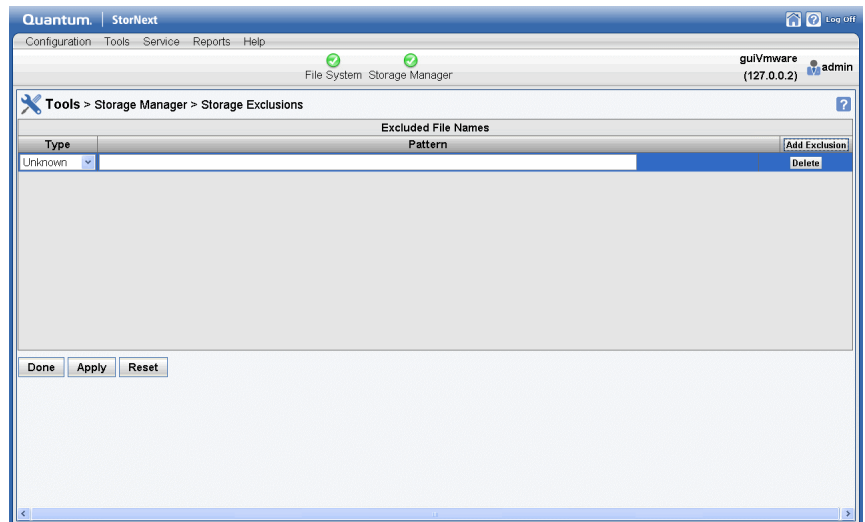 Quantum. StorNext Log Off
Configuration Tools Service Reports Help
File System Storage Manager
guiVmware
(127.0.0.2)
admin
Tools > Storage Manager > Storage Exclusions
Excluded File Names
Type Pattern Add Exclusion
Unknown Delete
Done Apply Reset